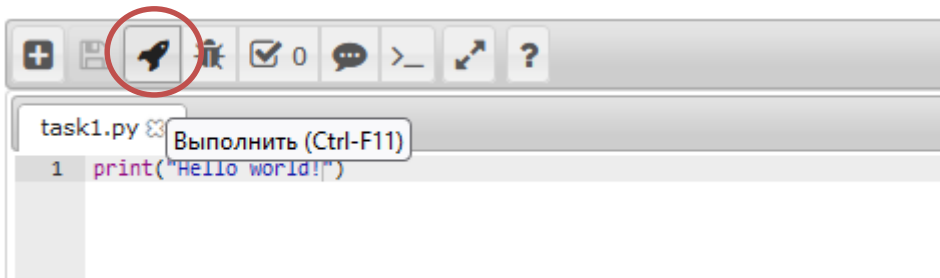 0 >_ ?
task1.py
Выполнить (Ctrl-F11)
1 print("Hello world!")